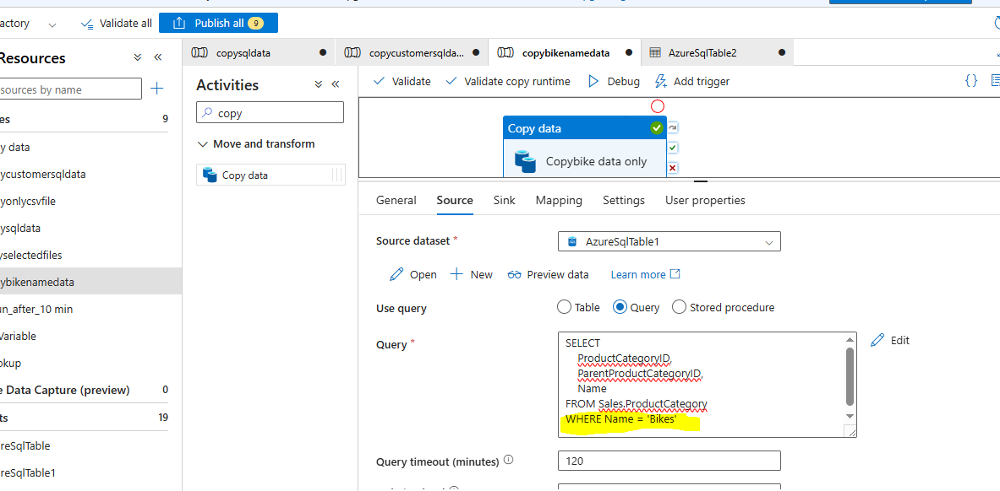 actory
Validate all
Publish all 9
Resources
sources by name
es 9
y data
ycustomersqldata
yonlycsvfile
ysqldata
yselectedfiles
ybikenamedata
un_after_10 min
Variable
okup
e Data Capture (preview) 0
ts 19
reSqlTable
reSqlTable1
copysqldata
copycustomersqlda...
copybikenamedata
AzureSqlTable2
Activities
copy
Move and transform
Copy data
Validate
Validate copy runtime
Debug
Add trigger
{}
Copy data
Copybike data only
General Source Sink Mapping Settings User properties
Source dataset *
AzureSqlTable1
Open New Preview data Learn more
Use query
Table Query Stored procedure
Query *
SELECT
ProductCategoryID,
ParentProductCategoryID,
Name
FROM Sales.ProductCategory
WHERE Name = 'Bikes'
Edit
Query timeout (minutes)
120